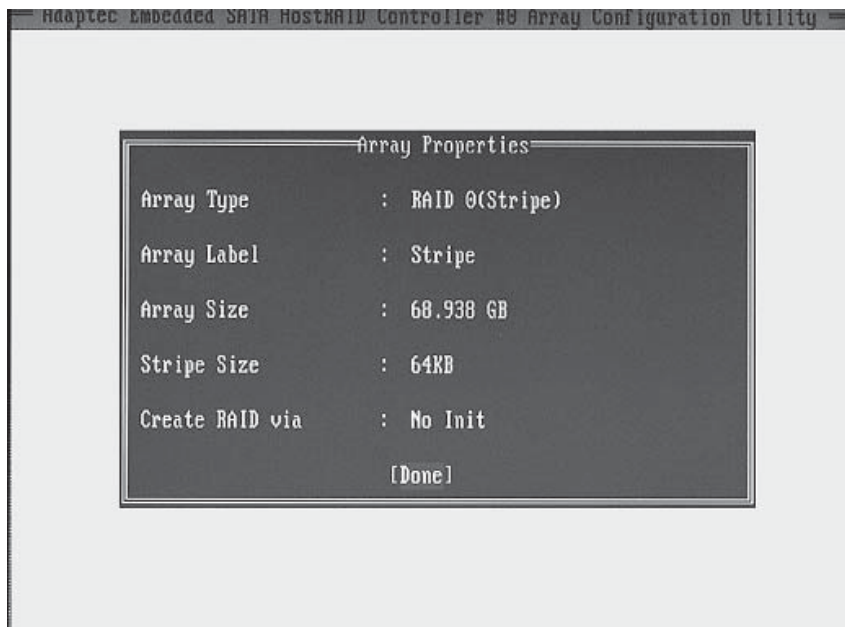 Adaptec Embedded SATA HostRAID Controller #0 Array Configuration Utility
Array Properties
Array Type : RAID 0(Stripe)
Array Label : Stripe
Array Size : 68.938 GB
Stripe Size : 64KB
Create RAID via : No Init
[Done]